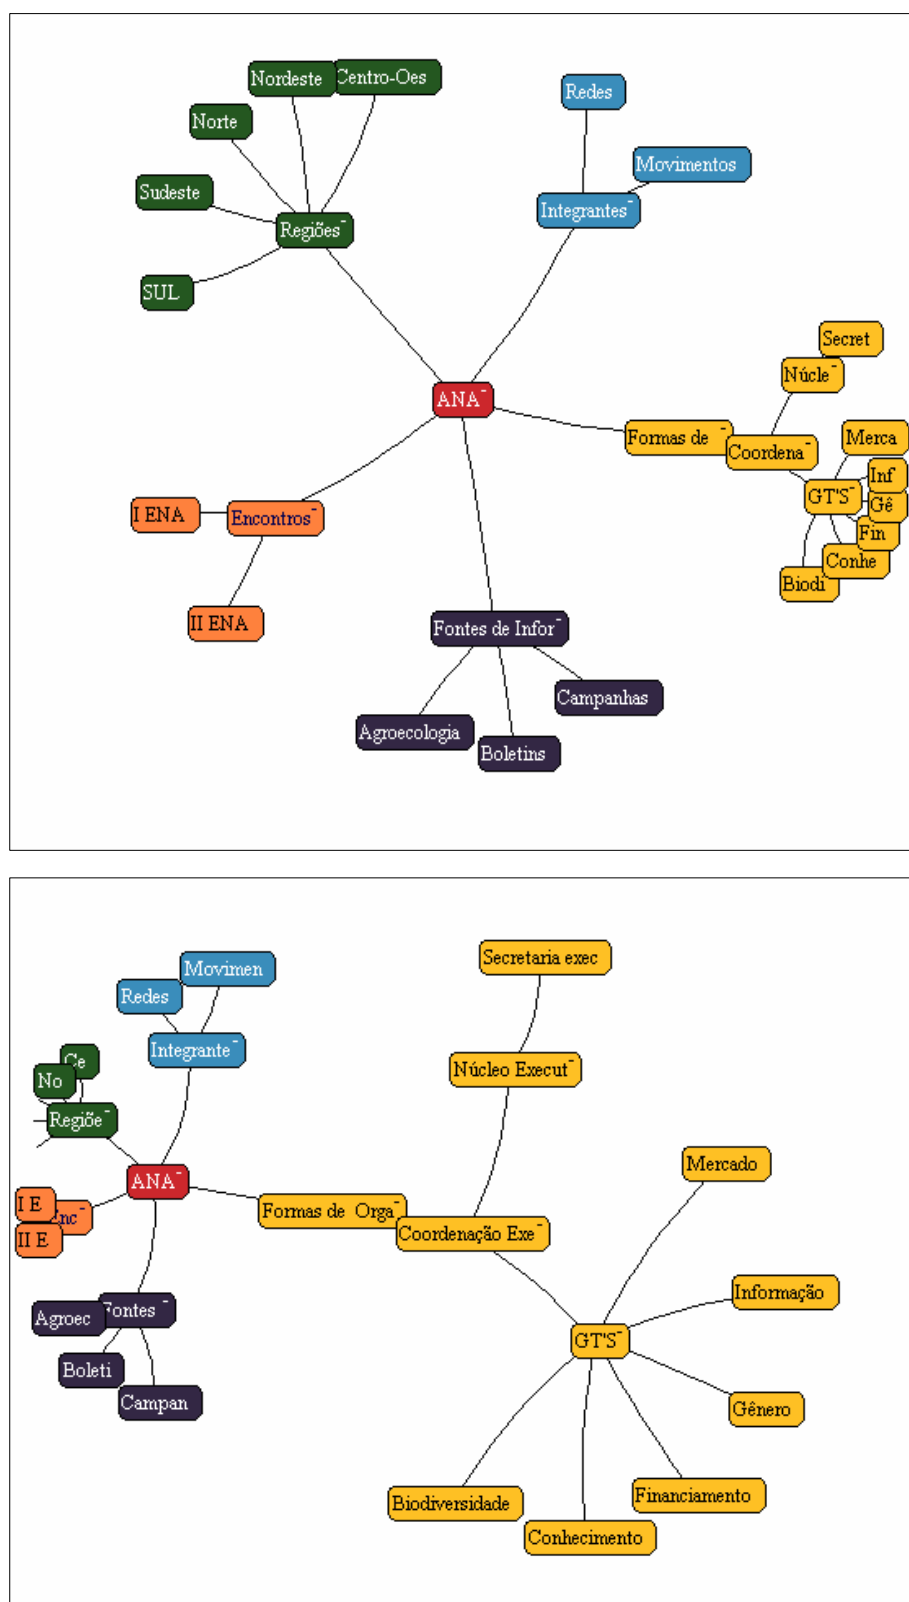 Nordeste
Centro-Oes
Redes
Norte
Movimentos
Sudeste
Integrantes
Regiões
SUL
Secret
Núcle
ANA
Formas de
Coordena
Merca
Inf
GT'S
Gê
I ENA
Encontros
Fin
Conhe
Biodi
II ENA
Fontes de Infor
Campanhas
Agroecologia
Boletins
Secretaria exec
Movimen
Redes
Integrante
Ce
No
Núcleo Execut
Regiõe
Mercado
ANA
I E
Enc
Formas de Orga
Coordenação Exe
II E
Informação
Fontes
Agroec
GT'S
Boleti
Campan
Gênero
Biodiversidade
Financiamento
Conhecimento